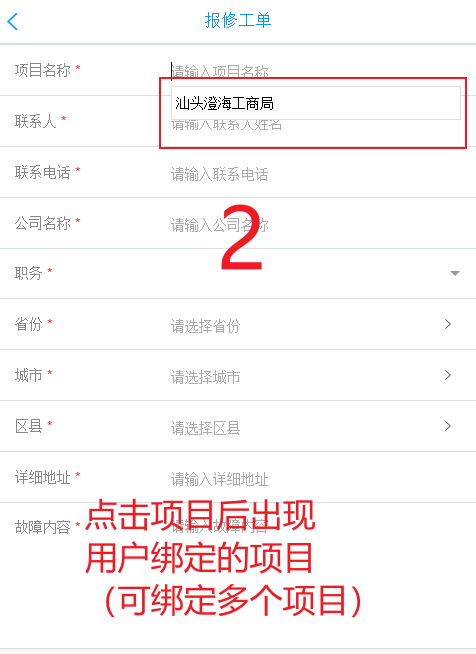 报修工单
项目名称 * 请输入项目名称
汕头澄海工商局
联系人 * 请输入联系人姓名
联系电话 * 请输入联系电话
公司名称 * 请输入公司名称
2
职务 *
省份 * 请选择省份
城市 * 请选择城市
区县 * 请选择区县
详细地址 * 请输入详细地址
故障内容 * 请输入故障内容
点击项目后出现
用户绑定的项目
（可绑定多个项目）